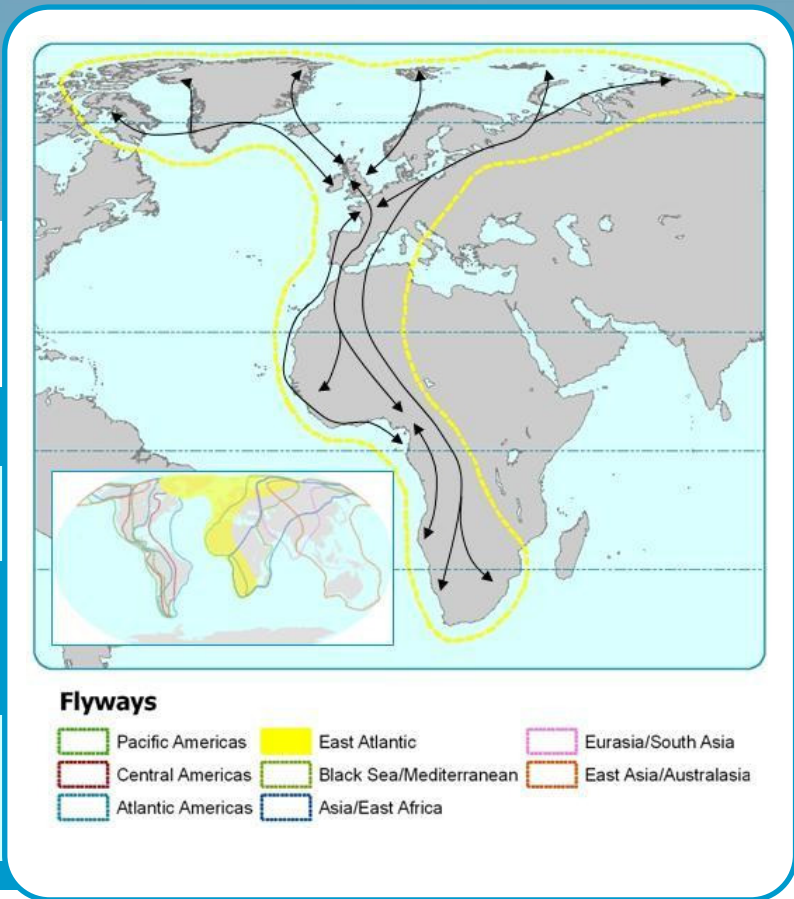 Flyways
Pacific Americas
East Atlantic
Eurasia/South Asia
Central Americas
Black Sea/Mediterranean
East Asia/Australasia
Atlantic Americas
Asia/East Africa